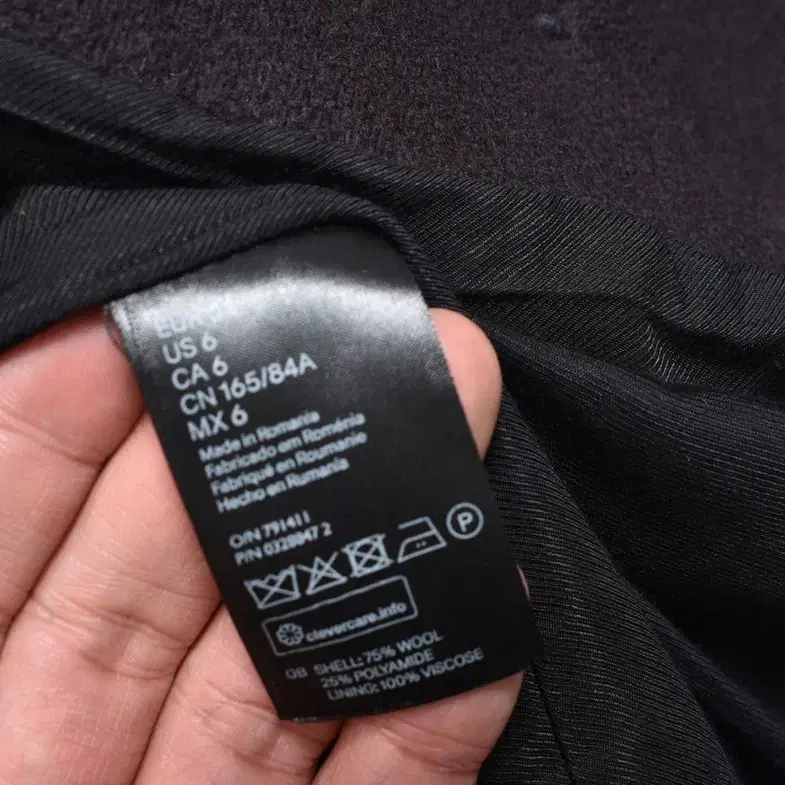 US 6
CA 6
CN 165/84A
MX 6
Made in Romania
Fabricado em Roménia
Fabriqué en Roumanie
Hecho en Rumania
O/N 791411
P/N 0328847 2
P
clevercare.info
GB SHELL: 75% WOOL
25% POLYAMIDE
LINING: 100% VISCOSE